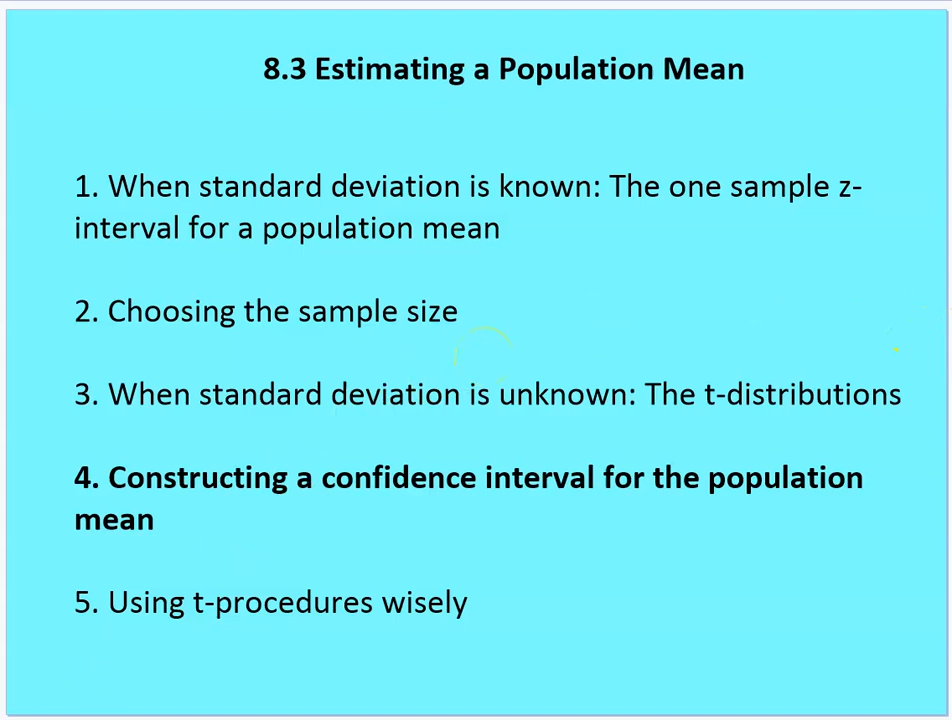 8.3 Estimating a Population Mean
1. When standard deviation is known: The one sample z-
interval for a population mean
2. Choosing the sample size
3. When standard deviation is unknown: The t-distributions
4. Constructing a confidence interval for the population
mean
5. Using t-procedures wisely